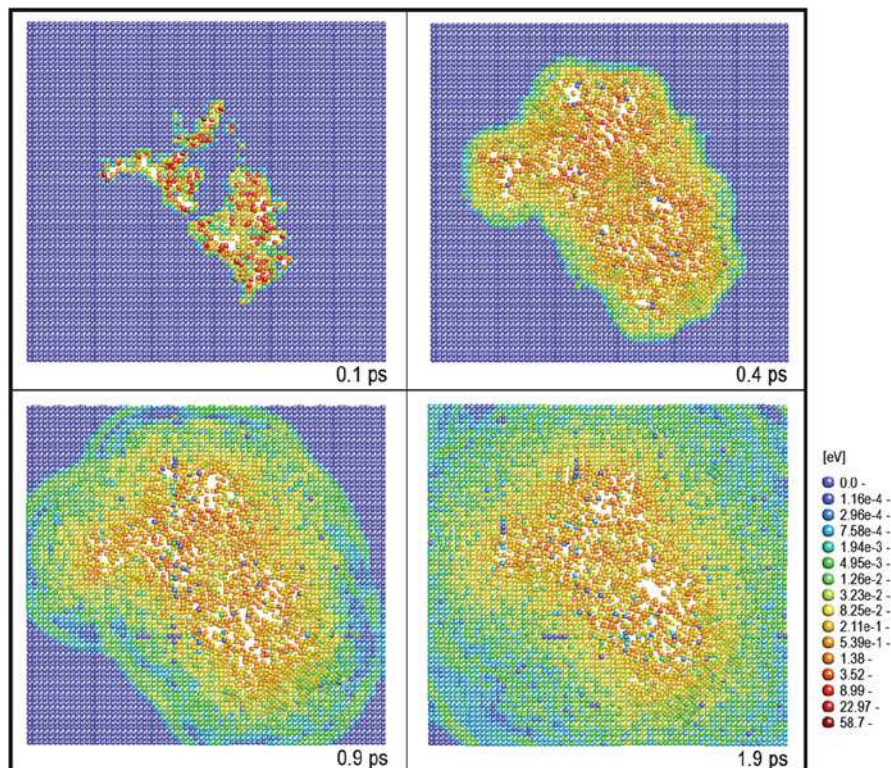 0.1 ps
0.4 ps
0.9 ps
1.9 ps
[eV]
0.0 -
1.16e-4 -
2.96e-4 -
7.58e-4 -
1.94e-3 -
4.95e-3 -
1.26e-2 -
3.23e-2 -
8.25e-2 -
2.11e-1 -
5.39e-1 -
1.38 -
3.52 -
8.99 -
22.97 -
58.7 -